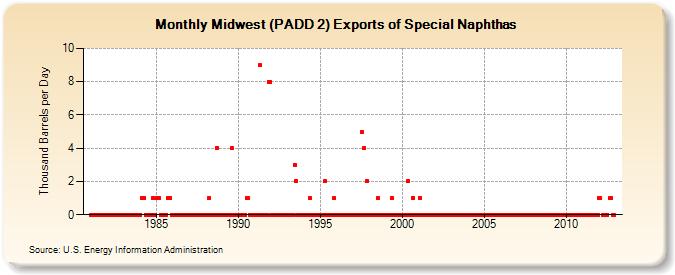 Monthly Midwest (PADD 2) Exports of Special Naphthas
Thousand Barrels per Day
10
8
6
4
2
0
1985 1990 1995 2000 2005 2010
Source: U.S. Energy Information Administration